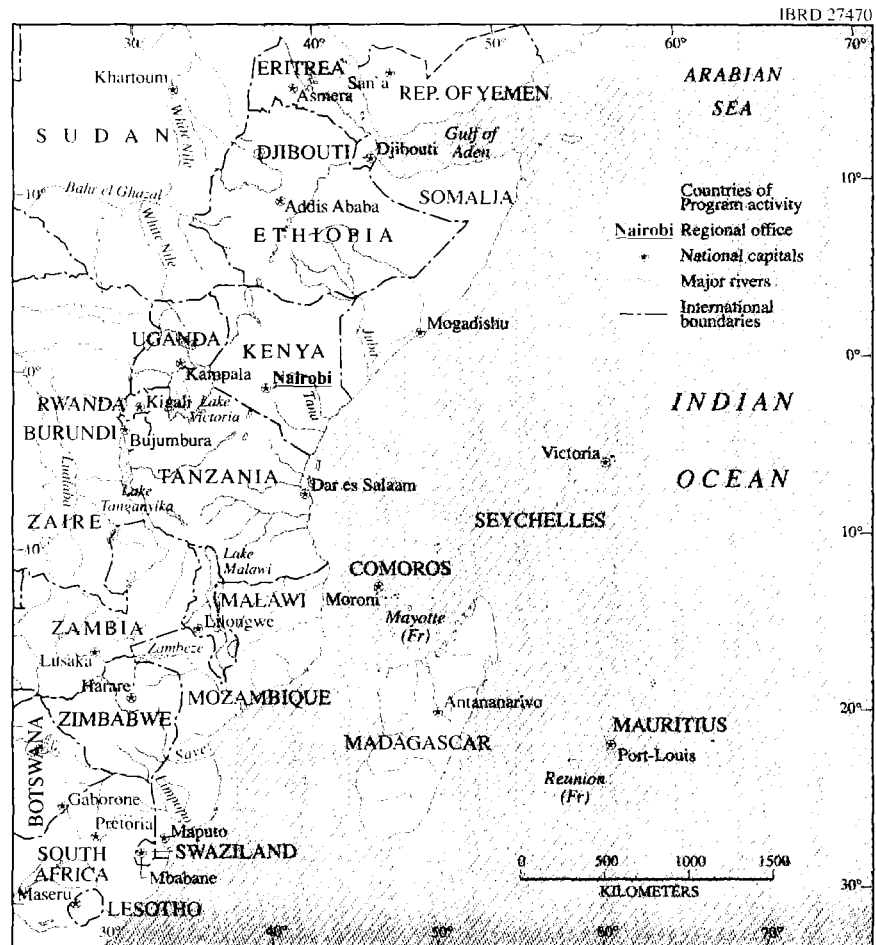 IBRD 27470
30° 40° 50° 60° 70° 71°
Khartoum
ERITREA
San`a
Asmera
REP. OF YEMEN
ARABIAN
SEA
White Nile
SUDAN
DJIBOUTI
Djibouti
Gulf of
Aden
Bahr el Ghazal
10°
10°
SOMALIA
White Nile
Addis Ababa
ETHIOPIA
Countries of
Program activity
Nairobi Regional office
National capitals
Major rivers
International
boundaries
Mogadishu
Juba
UGANDA
KENYA
0°
0°
Kampala
Nairobi
Tana
RWANDA
Kigali
Lake
Victoria
BURUNDI
Bujumbura
INDIAN
OCEAN
Victoria
TANZANIA
Dar es Salaam
Lualaba
Lake
Tanganyika
SEYCHELLES
ZAIRE
10°
10°
Lake
Malawi
COMOROS
Moroni
MALAWI
Mayotte
(Fr)
ZAMBIA
Lilongwe
Lusaka
Zambeze
Harare
MOZAMBIQUE
Antananarivo
20°
ZIMBABWE
MADAGASCAR
MAURITIUS
Port-Louis
BOTSWANA
Save
Reunion
(Fr)
Gaborone
Limpopo
Pretoria
Maputo
SOUTH
AFRICA
SWAZILAND
Mbabane
0 500 1000 1500
KILOMETERS
Maseru
LESOTHO
30°
30° 40° 50° 60° 70°